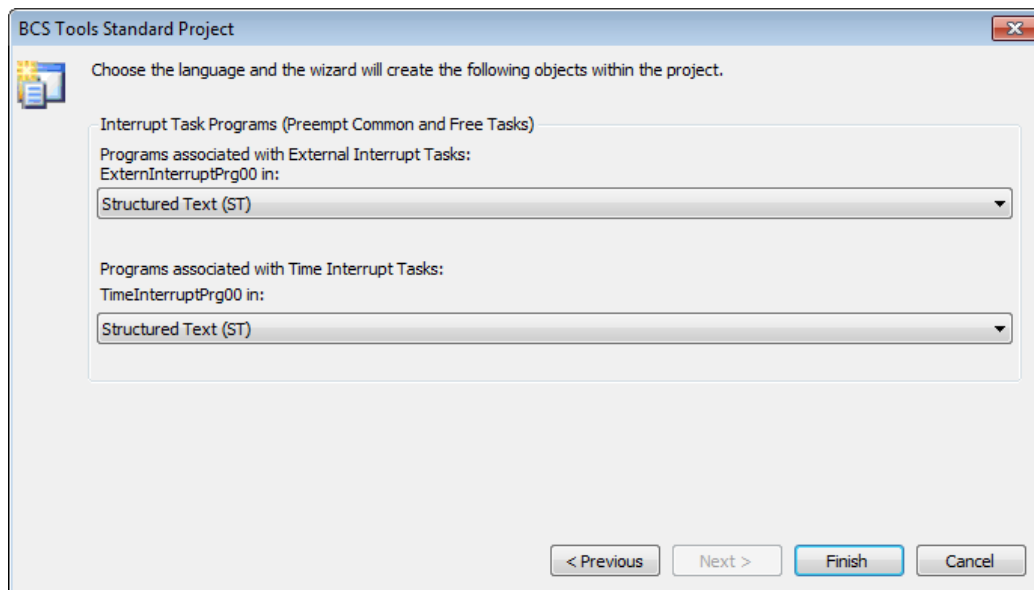 BCS Tools Standard Project
Choose the language and the wizard will create the following objects within the project.
Interrupt Task Programs (Preempt Common and Free Tasks)
Programs associated with External Interrupt Tasks:
ExternInterruptPrg00 in:
Structured Text (ST)
Programs associated with Time Interrupt Tasks:
TimeInterruptPrg00 in:
Structured Text (ST)
< Previous
Next >
Finish
Cancel